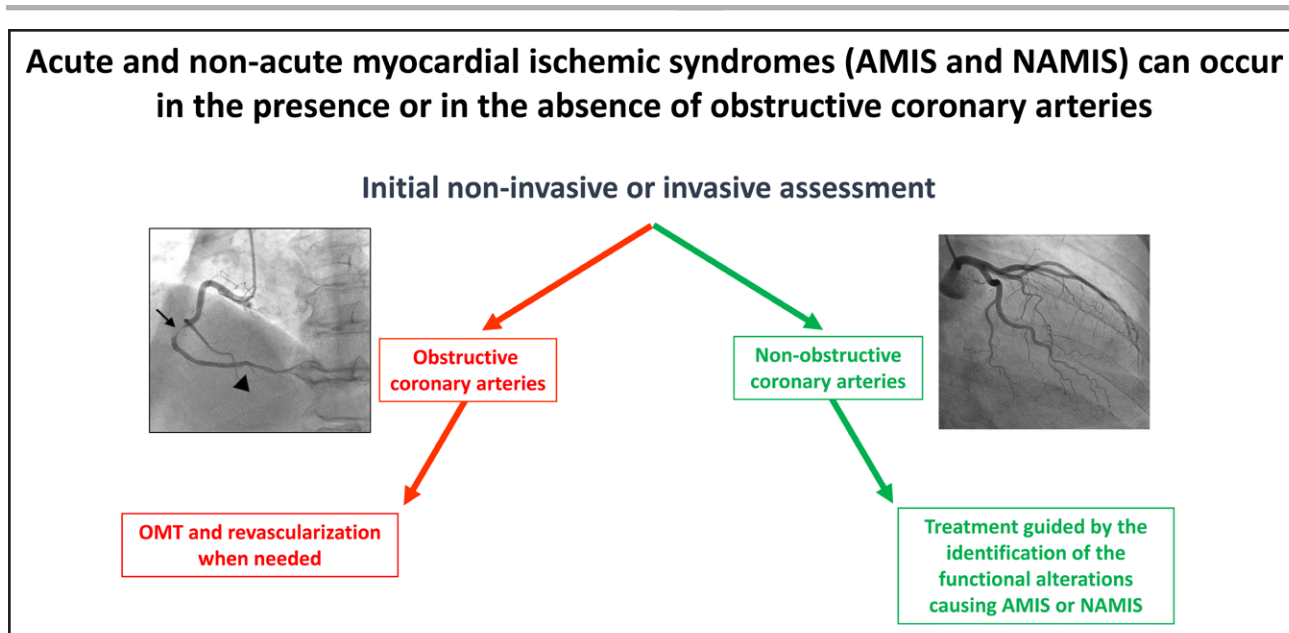 Acute and non-acute myocardial ischemic syndromes (AMIS and NAMIS) can occur
in the presence or in the absence of obstructive coronary arteries
Initial non-invasive or invasive assessment
Obstructive
coronary arteries
Non-obstructive
coronary arteries
OMT and revascularization
when needed
Treatment guided by the
identification of the
functional alterations
causing AMIS or NAMIS